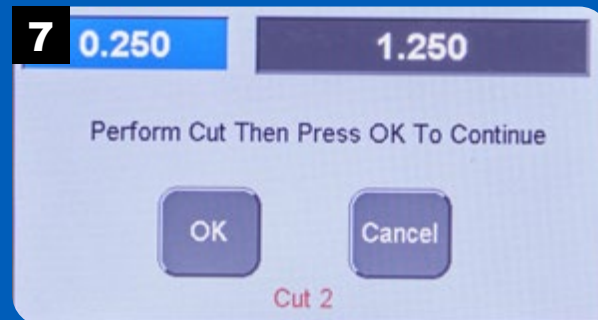 7
0.250 1.250
Perform Cut Then Press OK To Continue
OK Cancel
Cut 2